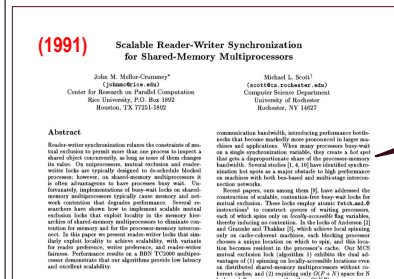 (1991)
Scalable Reader-Writer Synchronization
for Shared-Memory Multiprocessors
John M. Mellor-Crummey*
(johnmc@rice.edu)
Center for Research on Parallel Computation
Rice University, P.O. Box 1892
Houston, TX 77251-1892
Michael L. Scott†
(scott@cs.rochester.edu)
Computer Science Department
University of Rochester
Rochester, NY 14627
Abstract
Reader-writer synchronization relaxes the constraints of mu-
tual exclusion to permit more than one process to inspect a
shared object concurrently, as long as none of them changes
its value. On uniprocessors, mutual exclusion and reader-
writer locks are typically designed to de-schedule blocked
processes; however, on shared-memory multiprocessors it
is often advantageous to have processes busy wait. Un-
fortunately, implementations of busy-wait locks on shared-
memory multiprocessors typically cause memory and net-
work contention that degrades performance. Several re-
searchers have shown how to implement scalable mutual
exclusion locks that exploit locality in the memory hier-
archies of shared-memory multiprocessors to eliminate con-
tention for memory and for the processor-memory intercon-
nect. In this paper we present reader-writer locks that sim-
ilarly exploit locality to achieve scalability, with variants
for reader preference, writer preference, and reader-writer
fairness. Performance results on a BBN TC2000 multipro-
cessor demonstrate that our algorithms provide low latency
and excellent scalability.
communication bandwidth, introducing performance bottle-
necks that become markedly more pronounced in larger ma-
chines and applications. When many processors busy-wait
on a single synchronization variable, they create a hot spot
that gets a disproportionate share of the processor-memory
bandwidth. Several studies [1, 4, 10] have identified synchro-
nization hot spots as a major obstacle to high performance
on machines with both bus-based and multi-stage intercon-
nection networks.
Recent papers, ours among them [9], have addressed the
construction of scalable, contention-free busy-wait locks for
mutual exclusion. These locks employ atomic fetch_and_Φ
instructions¹ to construct queues of waiting processors,
each of which spins only on locally-accessible flag variables,
thereby inducing no contention. In the locks of Anderson [2]
and Graunke and Thakkar [5], which achieve local spinning
only on cache-coherent machines, each blocking processor
chooses a unique location on which to spin, and this loca-
tion becomes resident in the processor's cache. Our MCS
mutual exclusion lock (algorithm 1) exhibits the dual ad-
vantages of (1) spinning on locally-accessible locations even
on distributed shared-memory multiprocessors without co-
herent caches, and (2) requiring only O(P + N) space for N